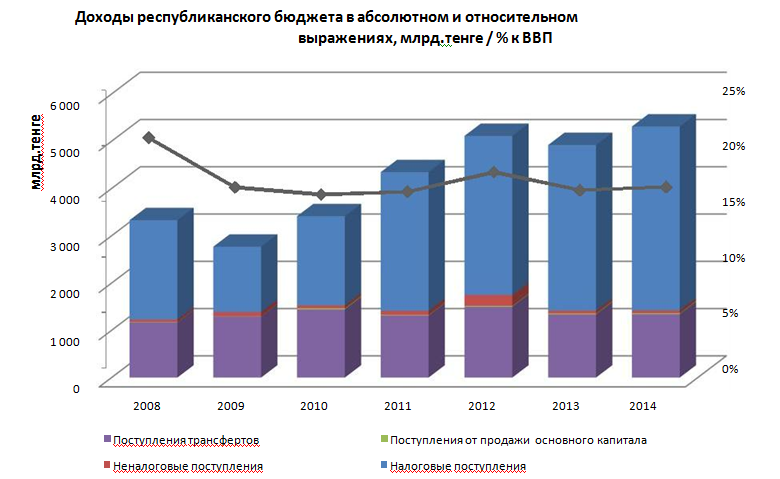 Доходы республиканского бюджета в абсолютном и относительном
выражениях, млрд.тенге / % к ВВП
млрд.тенге
6 000
5 000
4 000
3 000
2 000
1 000
0
25%
20%
15%
10%
5%
0%
2008 2009 2010 2011 2012 2013 2014
Поступления трансфертов Поступления от продажи основного капитала
Неналоговые поступления Налоговые поступления